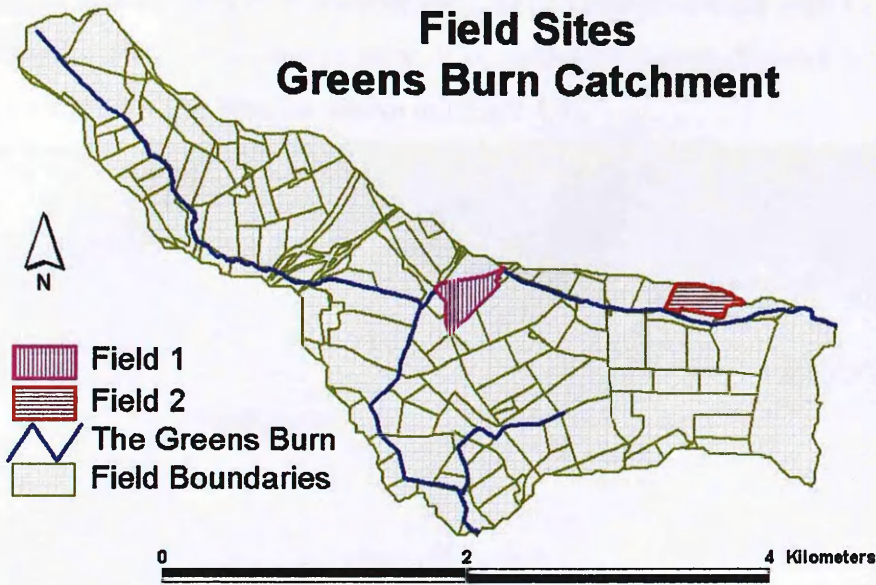 Field Sites
Greens Burn Catchment
N
Field 1
Field 2
The Greens Burn
Field Boundaries
0 2 4 Kilometers